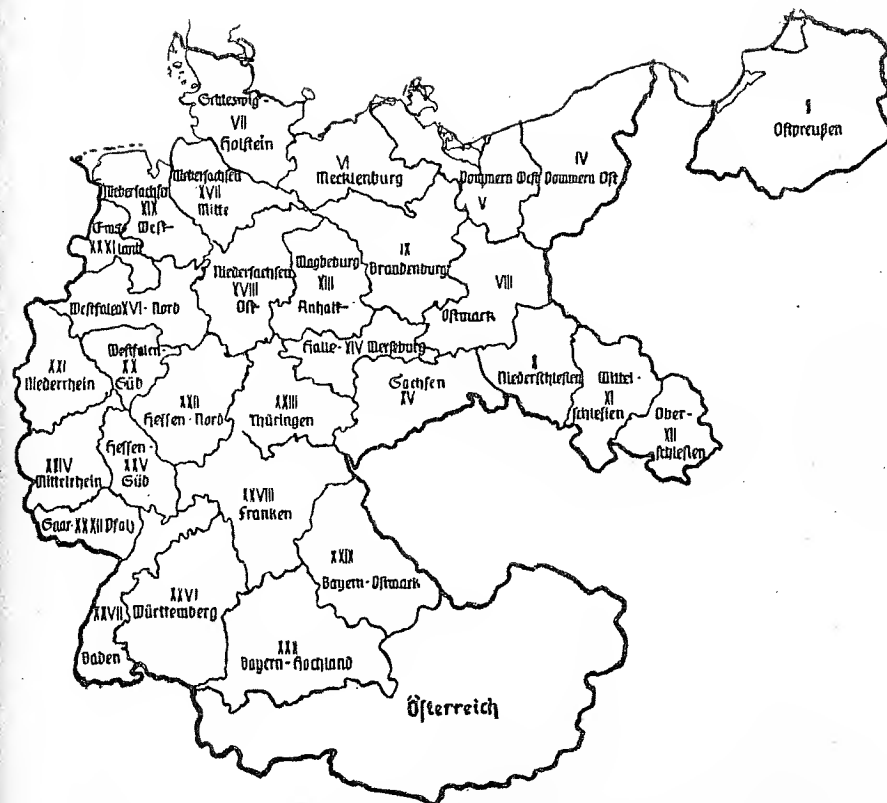 I
Ostpreußen
Schleswig-
VII
Holstein
VI
Mecklenburg
IV
Pommern Ost
Pommern West
V
Niedersachsen
XVII
Mitte
Niedersachsen
XIX
West-
Ems-
XXXI land
IX
Brandenburg
VIII
Ostmark
Niedersachsen
XVIII
Ost-
Magdeburg
XIII
Anhalt-
Westfalen XVI-Nord
Halle-XIV Merseburg
Westfalen-
XX
Süd
XXI
Niederrhein
XXII
Hessen-Nord
XXIII
Thüringen
Sachsen
XV
X
Niederschlesien
Mittel-
XI
schlesien
Ober-
XII
schlesien
Hessen-
XXV
Süd
XXIV
Mittelrhein
XXVIII
Franken
Saar-XXXII Pfalz
XXIX
Bayern-Ostmark
XXVI
Württemberg
XXVII
Baden
XXX
Bayern-Hochland
Österreich